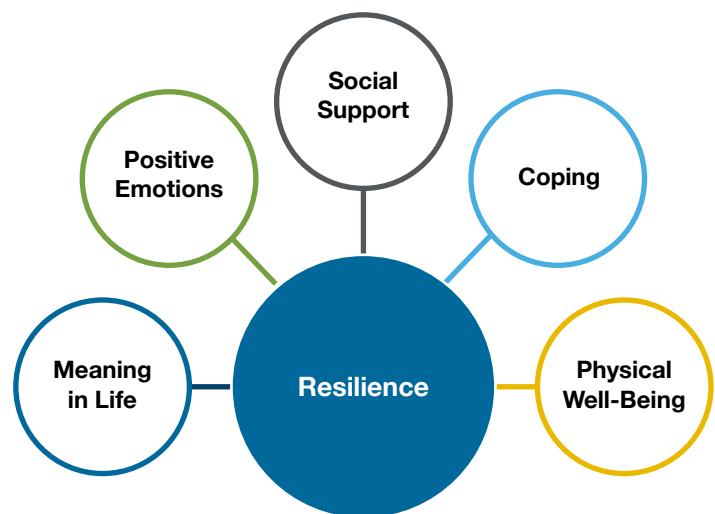 Social
Support
Positive
Emotions
Coping
Meaning
in Life
Resilience
Physical
Well-Being